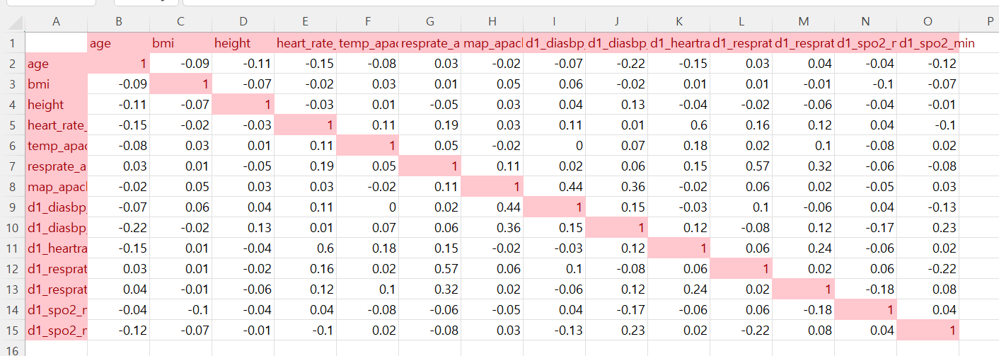 A B C D E F G H I J K L M N O P
1 age bmi height heart_rate_ temp_apac resprate_a map_apacl d1_diasbp_ d1_diasbp_ d1_heartra d1_resprat d1_resprat d1_spo2_r d1_spo2_min
2 age 1 -0.09 -0.11 -0.15 -0.08 0.03 -0.02 -0.07 -0.22 -0.15 0.03 0.04 -0.04 -0.12
3 bmi -0.09 1 -0.07 -0.02 0.03 0.01 0.05 0.06 -0.02 0.01 0.01 -0.01 -0.1 -0.07
4 height -0.11 -0.07 1 -0.03 0.01 -0.05 0.03 0.04 0.13 -0.04 -0.02 -0.06 -0.04 -0.01
5 heart_rate_ -0.15 -0.02 -0.03 1 0.11 0.19 0.03 0.11 0.01 0.6 0.16 0.12 0.04 -0.1
6 temp_apac -0.08 0.03 0.01 0.11 1 0.05 -0.02 0 0.07 0.18 0.02 0.1 -0.08 0.02
7 resprate_a 0.03 0.01 -0.05 0.19 0.05 1 0.11 0.02 0.06 0.15 0.57 0.32 -0.06 -0.08
8 map_apacl -0.02 0.05 0.03 0.03 -0.02 0.11 1 0.44 0.36 -0.02 0.06 0.02 -0.05 0.03
9 d1_diasbp_ -0.07 0.06 0.04 0.11 0 0.02 0.44 1 0.15 -0.03 0.1 -0.06 0.04 -0.13
10 d1_diasbp_ -0.22 -0.02 0.13 0.01 0.07 0.06 0.36 0.15 1 0.12 -0.08 0.12 -0.17 0.23
11 d1_heartra -0.15 0.01 -0.04 0.6 0.18 0.15 -0.02 -0.03 0.12 1 0.06 0.24 -0.06 0.02
12 d1_resprat 0.03 0.01 -0.02 0.16 0.02 0.57 0.06 0.1 -0.08 0.06 1 0.02 0.06 -0.22
13 d1_resprat 0.04 -0.01 -0.06 0.12 0.1 0.32 0.02 -0.06 0.12 0.24 0.02 1 -0.18 0.08
14 d1_spo2_r -0.04 -0.1 -0.04 0.04 -0.08 -0.06 -0.05 0.04 -0.17 -0.06 0.06 -0.18 1 0.04
15 d1_spo2_r -0.12 -0.07 -0.01 -0.1 0.02 -0.08 0.03 -0.13 0.23 0.02 -0.22 0.08 0.04 1
16